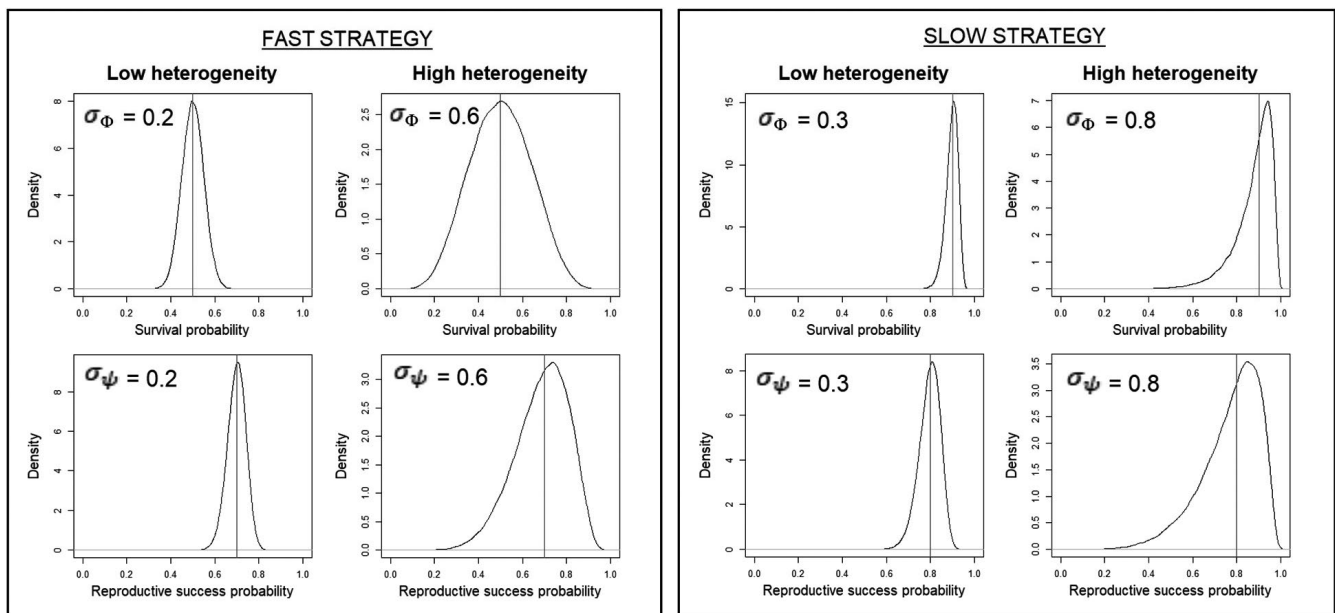 FAST STRATEGY
Low heterogeneity
High heterogeneity
σΦ = 0.2
8
6
4
2
0
Density
0.0 0.2 0.4 0.6 0.8 1.0
Survival probability
σΦ = 0.6
2.5
2.0
1.5
1.0
0.5
0.0
Density
0.0 0.2 0.4 0.6 0.8 1.0
Survival probability
σψ = 0.2
8
6
4
2
0
Density
0.0 0.2 0.4 0.6 0.8 1.0
Reproductive success probability
σψ = 0.6
3.0
2.5
2.0
1.5
1.0
0.5
0.0
Density
0.0 0.2 0.4 0.6 0.8 1.0
Reproductive success probability
SLOW STRATEGY
Low heterogeneity
High heterogeneity
σΦ = 0.3
15
10
5
0
Density
0.0 0.2 0.4 0.6 0.8 1.0
Survival probability
σΦ = 0.8
7
6
5
4
3
2
1
0
Density
0.0 0.2 0.4 0.6 0.8 1.0
Survival probability
σψ = 0.3
8
6
4
2
0
Density
0.0 0.2 0.4 0.6 0.8 1.0
Reproductive success probability
σψ = 0.8
3.5
3.0
2.5
2.0
1.5
1.0
0.5
0.0
Density
0.0 0.2 0.4 0.6 0.8 1.0
Reproductive success probability